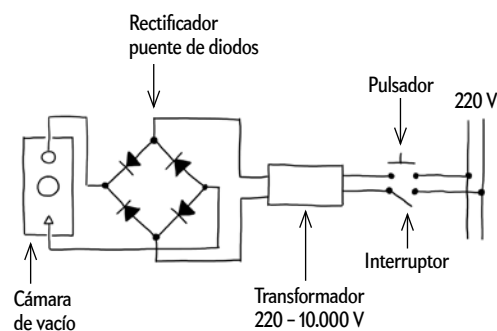 Rectificador
puente de diodos
Pulsador
220 V
Interruptor
Transformador
220 – 10.000 V
Cámara
de vacío